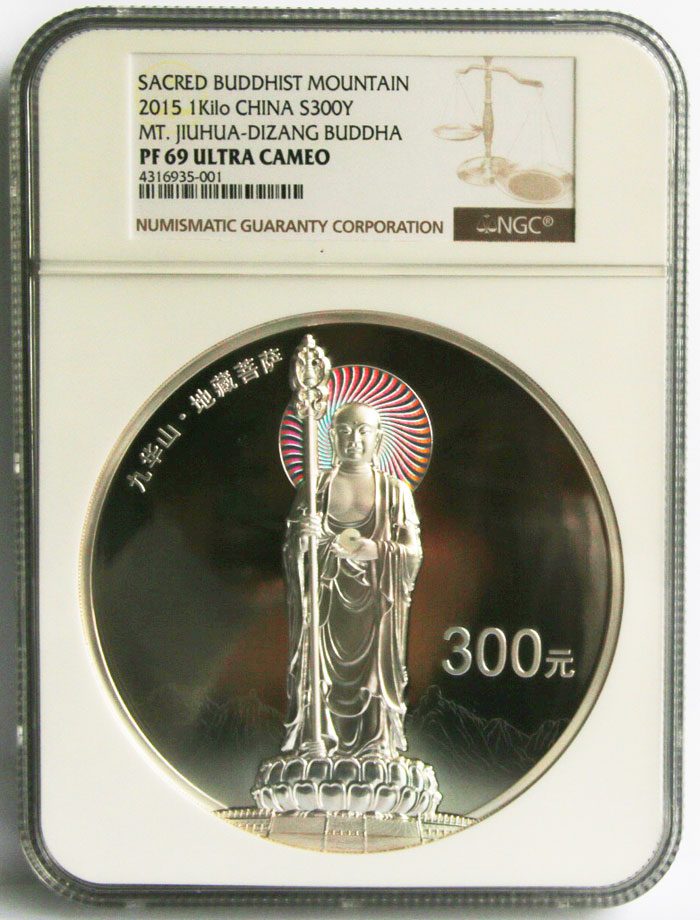 SACRED BUDDHIST MOUNTAIN
2015 1Kilo CHINA S300Y
MT. JIUHUA-DIZANG BUDDHA
PF 69 ULTRA CAMEO
4316935-001
NUMISMATIC GUARANTY CORPORATION
NGC®
九华山·地藏菩萨
300元